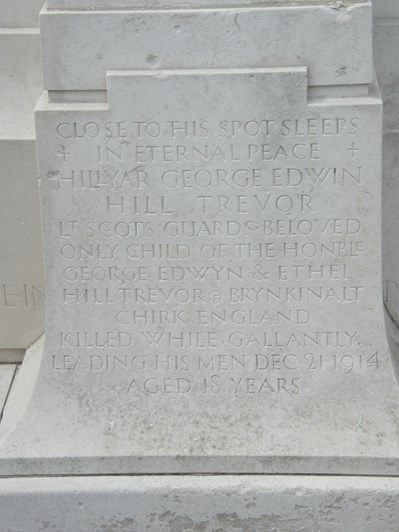 CLOSE TO THIS SPOT SLEEPS
+ IN ETERNAL PEACE +
HILLYAR GEORGE EDWIN
HILL TREVOR
LT SCOTS GUARDS·BELOVED
ONLY CHILD OF THE HONBLE
GEORGE EDWYN & ETHEL
HILL TREVOR OF BRYNKINALT
CHIRK ENGLAND
KILLED WHILE GALLANTLY
LEADING HIS MEN DEC·21 1914
AGED 18 YEARS